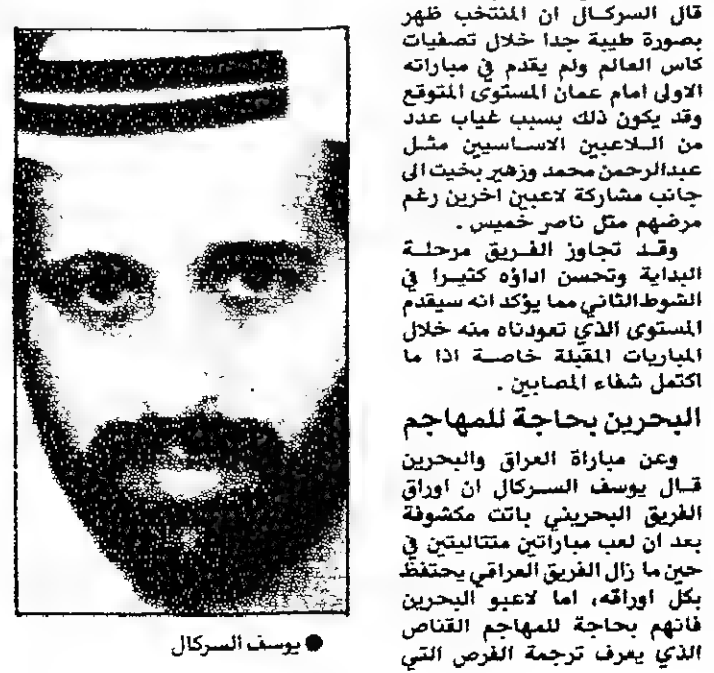 قال السركال ان المنتخب ظهر
بصورة طيبة جدا خلال تصفيات
كاس العالم ولم يقدم في مباراته
الاولى امام عمان المستوى المتوقع
وقد يكون ذلك بسبب غياب عدد
من اللاعبين الاساسيين مثل
عبدالرحمن محمد وزهير بخيت الى
جانب مشاركة لاعبين اخرين رغم
مرضهم مثل ناصر خميس .
وقد تجاوز الفريق مرحلة
البداية وتحسن اداؤه كثيرا في
الشوط الثاني مما يؤكد انه سيقدم
المستوى الذي تعودناه منه خلال
المباريات المقبلة خاصة اذا ما
اكتمل شفاء المصابين .
البحرين بحاجة للمهاجم
وعن مباراة العراق والبحرين
قال يوسف السركال ان اوراق
الفريق البحريني باتت مكشوفة
بعد ان لعب مباراتين متتاليتين في
حين ما زال الفريق العراقي يحتفظ
بكل اوراقه، اما لاعبو البحرين
فانهم بحاجة للمهاجم القناص
الذي يعرف ترجمة الفرص التي
● يوسف السركال